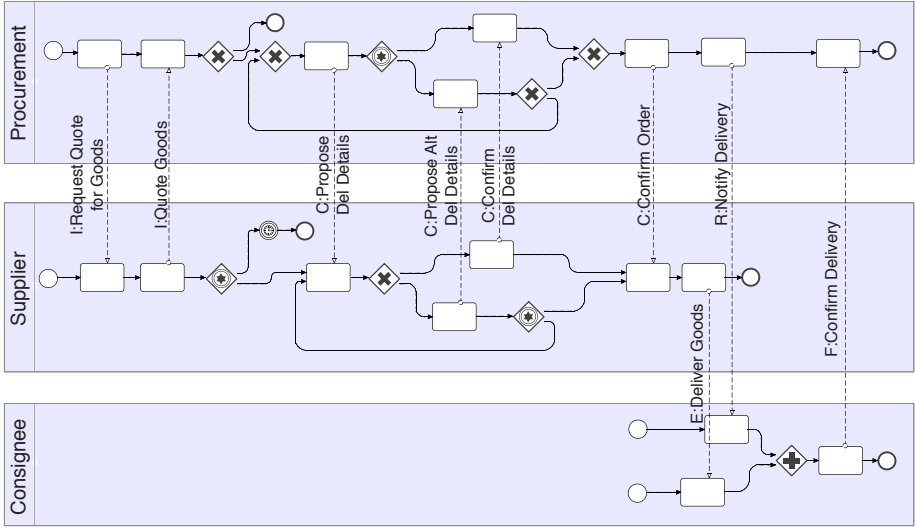 Procurement
I:Request Quote
for Goods
I:Quote Goods
C:Propose
Del Details
C:Propose Alt
Del Details
C:Confirm
Del Details
C:Confirm Order
R:Notify Delivery
F:Confirm Delivery
Supplier
E:Deliver Goods
Consignee